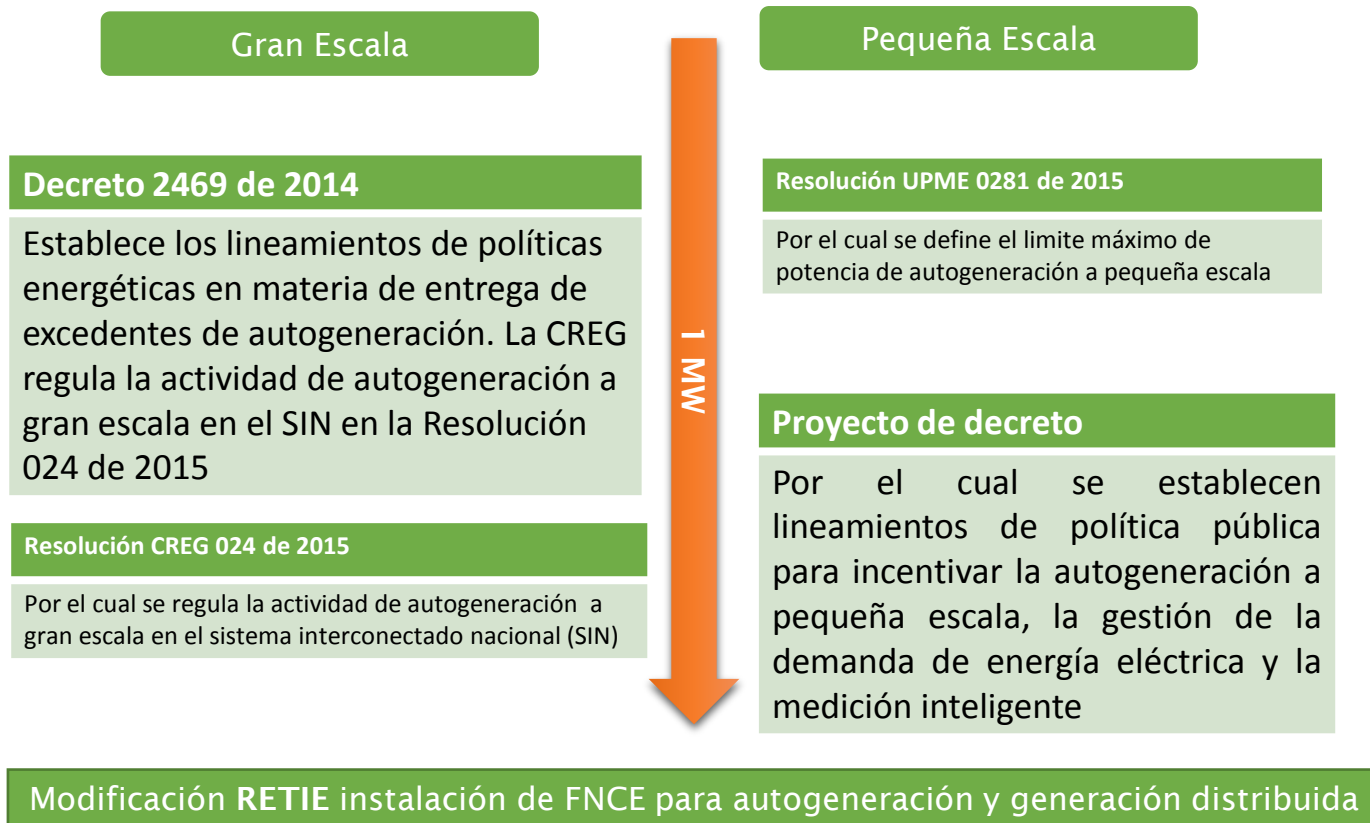 Gran Escala
Decreto 2469 de 2014
Establece los lineamientos de políticas
energéticas en materia de entrega de
excedentes de autogeneración. La CREG
regula la actividad de autogeneración a
gran escala en el SIN en la Resolución
024 de 2015
Resolución CREG 024 de 2015
Por el cual se regula la actividad de autogeneración a
gran escala en el sistema interconectado nacional (SIN)
1 MW
Pequeña Escala
Resolución UPME 0281 de 2015
Por el cual se define el limite máximo de
potencia de autogeneración a pequeña escala
Proyecto de decreto
Por el cual se establecen
lineamientos de política pública
para incentivar la autogeneración a
pequeña escala, la gestión de la
demanda de energía eléctrica y la
medición inteligente
Modificación RETIE instalación de FNCE para autogeneración y generación distribuida